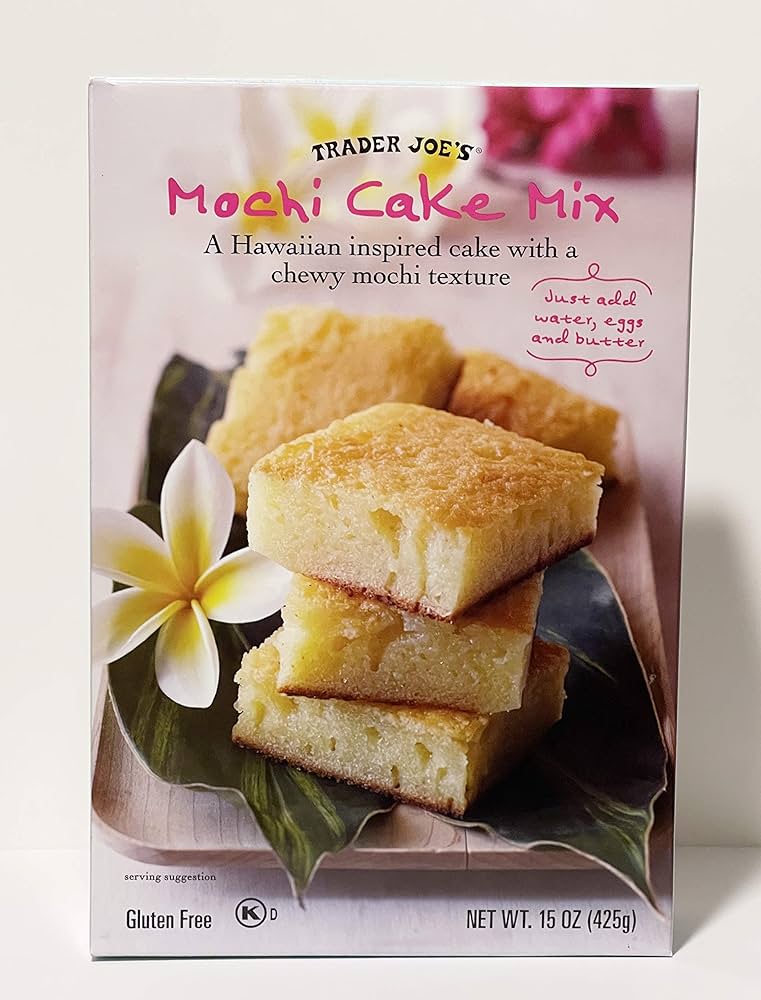 TRADER JOE'S®
Mochi Cake Mix
A Hawaiian inspired cake with a
chewy mochi texture
Just add
water, eggs
and butter
serving suggestion
Gluten Free K D NET WT. 15 OZ (425g)